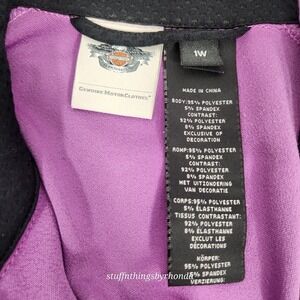 GENUINE MOTORCLOTHES
1W
MADE IN CHINA
BODY:95% POLYESTER
5% SPANDEX
CONTRAST:
92% POLYESTER
8% SPANDEX
EXCLUSIVE OF
DECORATION
ROMP:95% POLYESTER
5% SPANDEX
CONTRAST:
92% POLYESTER
8% SPANDEX
MET UITZONDERING
VAN DECORATIE
CORPS:95% POLYESTER
5% ÉLASTHANNE
TISSUS CONTRASTANT:
92% POLYESTER
8% ÉLASTHANNE
EXCLUT LES
DÉCORATIONS
KÖRPER:
95% POLYESTER
5% SPANDEX
VERZIERUNG:
stuffnthingsbyrhonda